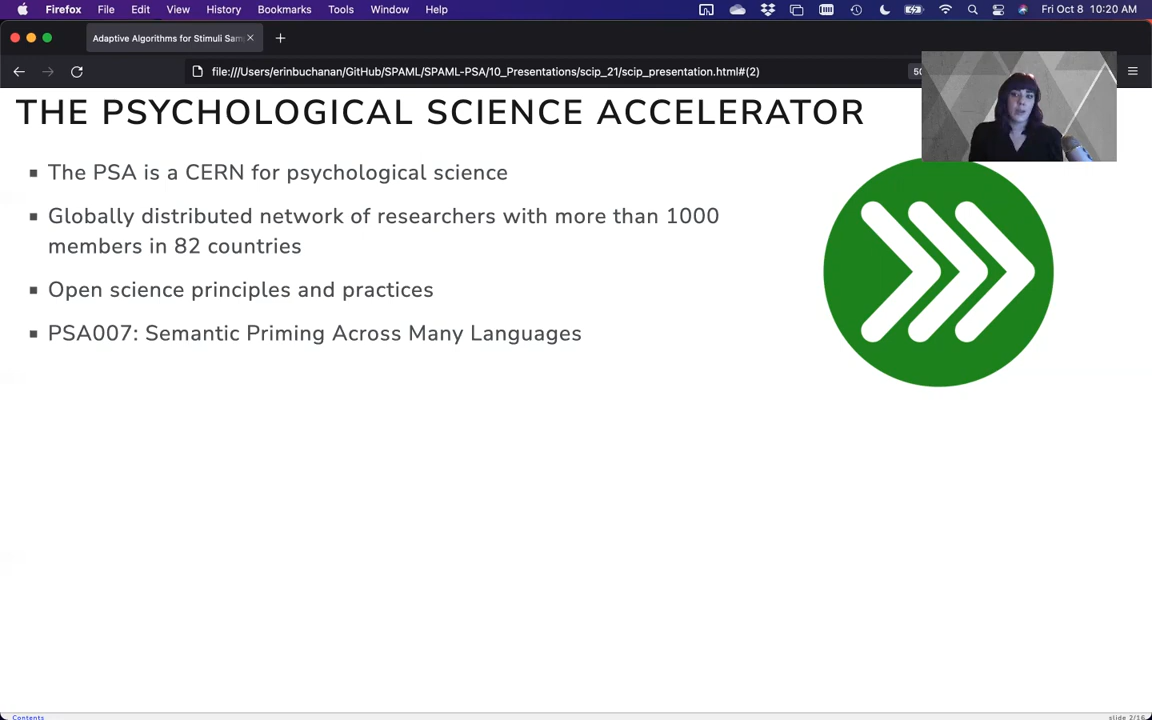 Firefox File Edit View History Bookmarks Tools Window Help Fri Oct 8 10:20 AM
Adaptive Algorithms for Stimuli Sam
file:///Users/erinbuchanan/GitHub/SPAML/SPAML-PSA/10_Presentations/scip_21/scip_presentation.html#(2)
THE PSYCHOLOGICAL SCIENCE ACCELERATOR
▪ The PSA is a CERN for psychological science
▪ Globally distributed network of researchers with more than 1000
members in 82 countries
▪ Open science principles and practices
▪ PSA007: Semantic Priming Across Many Languages
Contents
slide 2/16